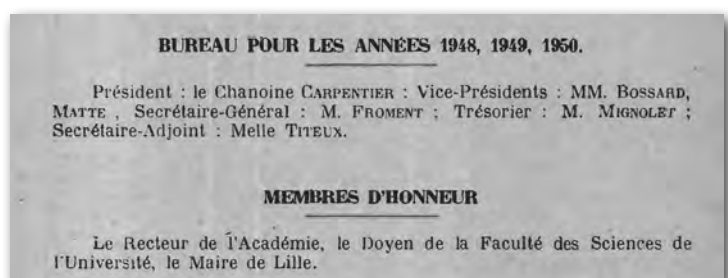 BUREAU POUR LES ANNÉES 1948, 1949, 1950.
Président : le Chanoine CARPENTIER : Vice-Présidents : MM. BOSSARD,
MATTE , Secrétaire-Général : M. FROMENT ; Trésorier : M. MIGNOLET ;
Secrétaire-Adjoint : Melle TITEUX.
MEMBRES D'HONNEUR
Le Recteur de l'Académie, le Doyen de la Faculté des Sciences de
l'Université, le Maire de Lille.